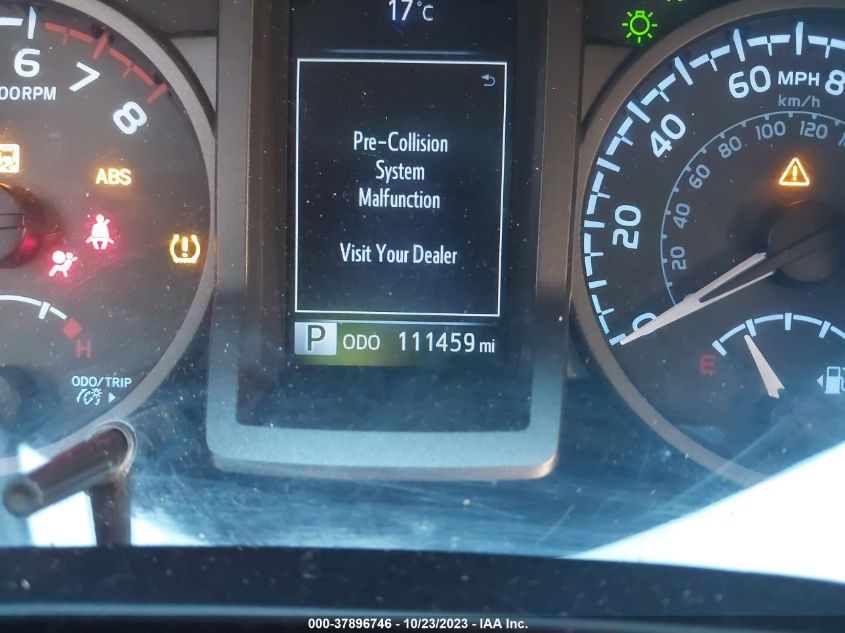 17°C
6
7
8
00RPM
ABS
H
ODO/TRIP
Pre-Collision
System
Malfunction
Visit Your Dealer
P ODO 111459 mi
0
20
40
60 MPH 8
km/h
20
40
60
80
100
120
E
000-37896746 - 10/23/2023 - IAA Inc.